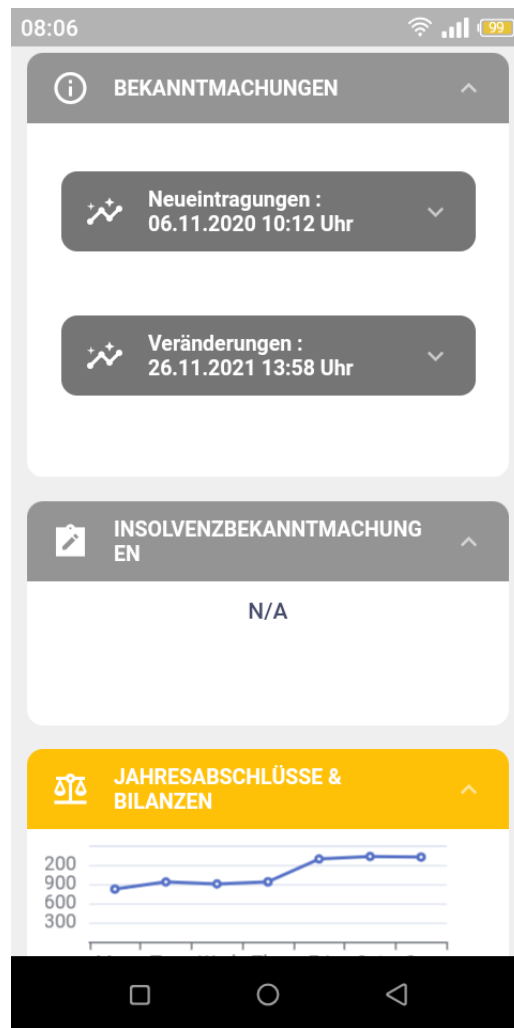 08:06
99
BEKANNTMACHUNGEN
Neueintragungen :
06.11.2020 10:12 Uhr
Veränderungen :
26.11.2021 13:58 Uhr
INSOLVENZBEKANNTMACHUNG
EN
N/A
JAHRESABSCHLÜSSE &
BILANZEN
200
900
600
300